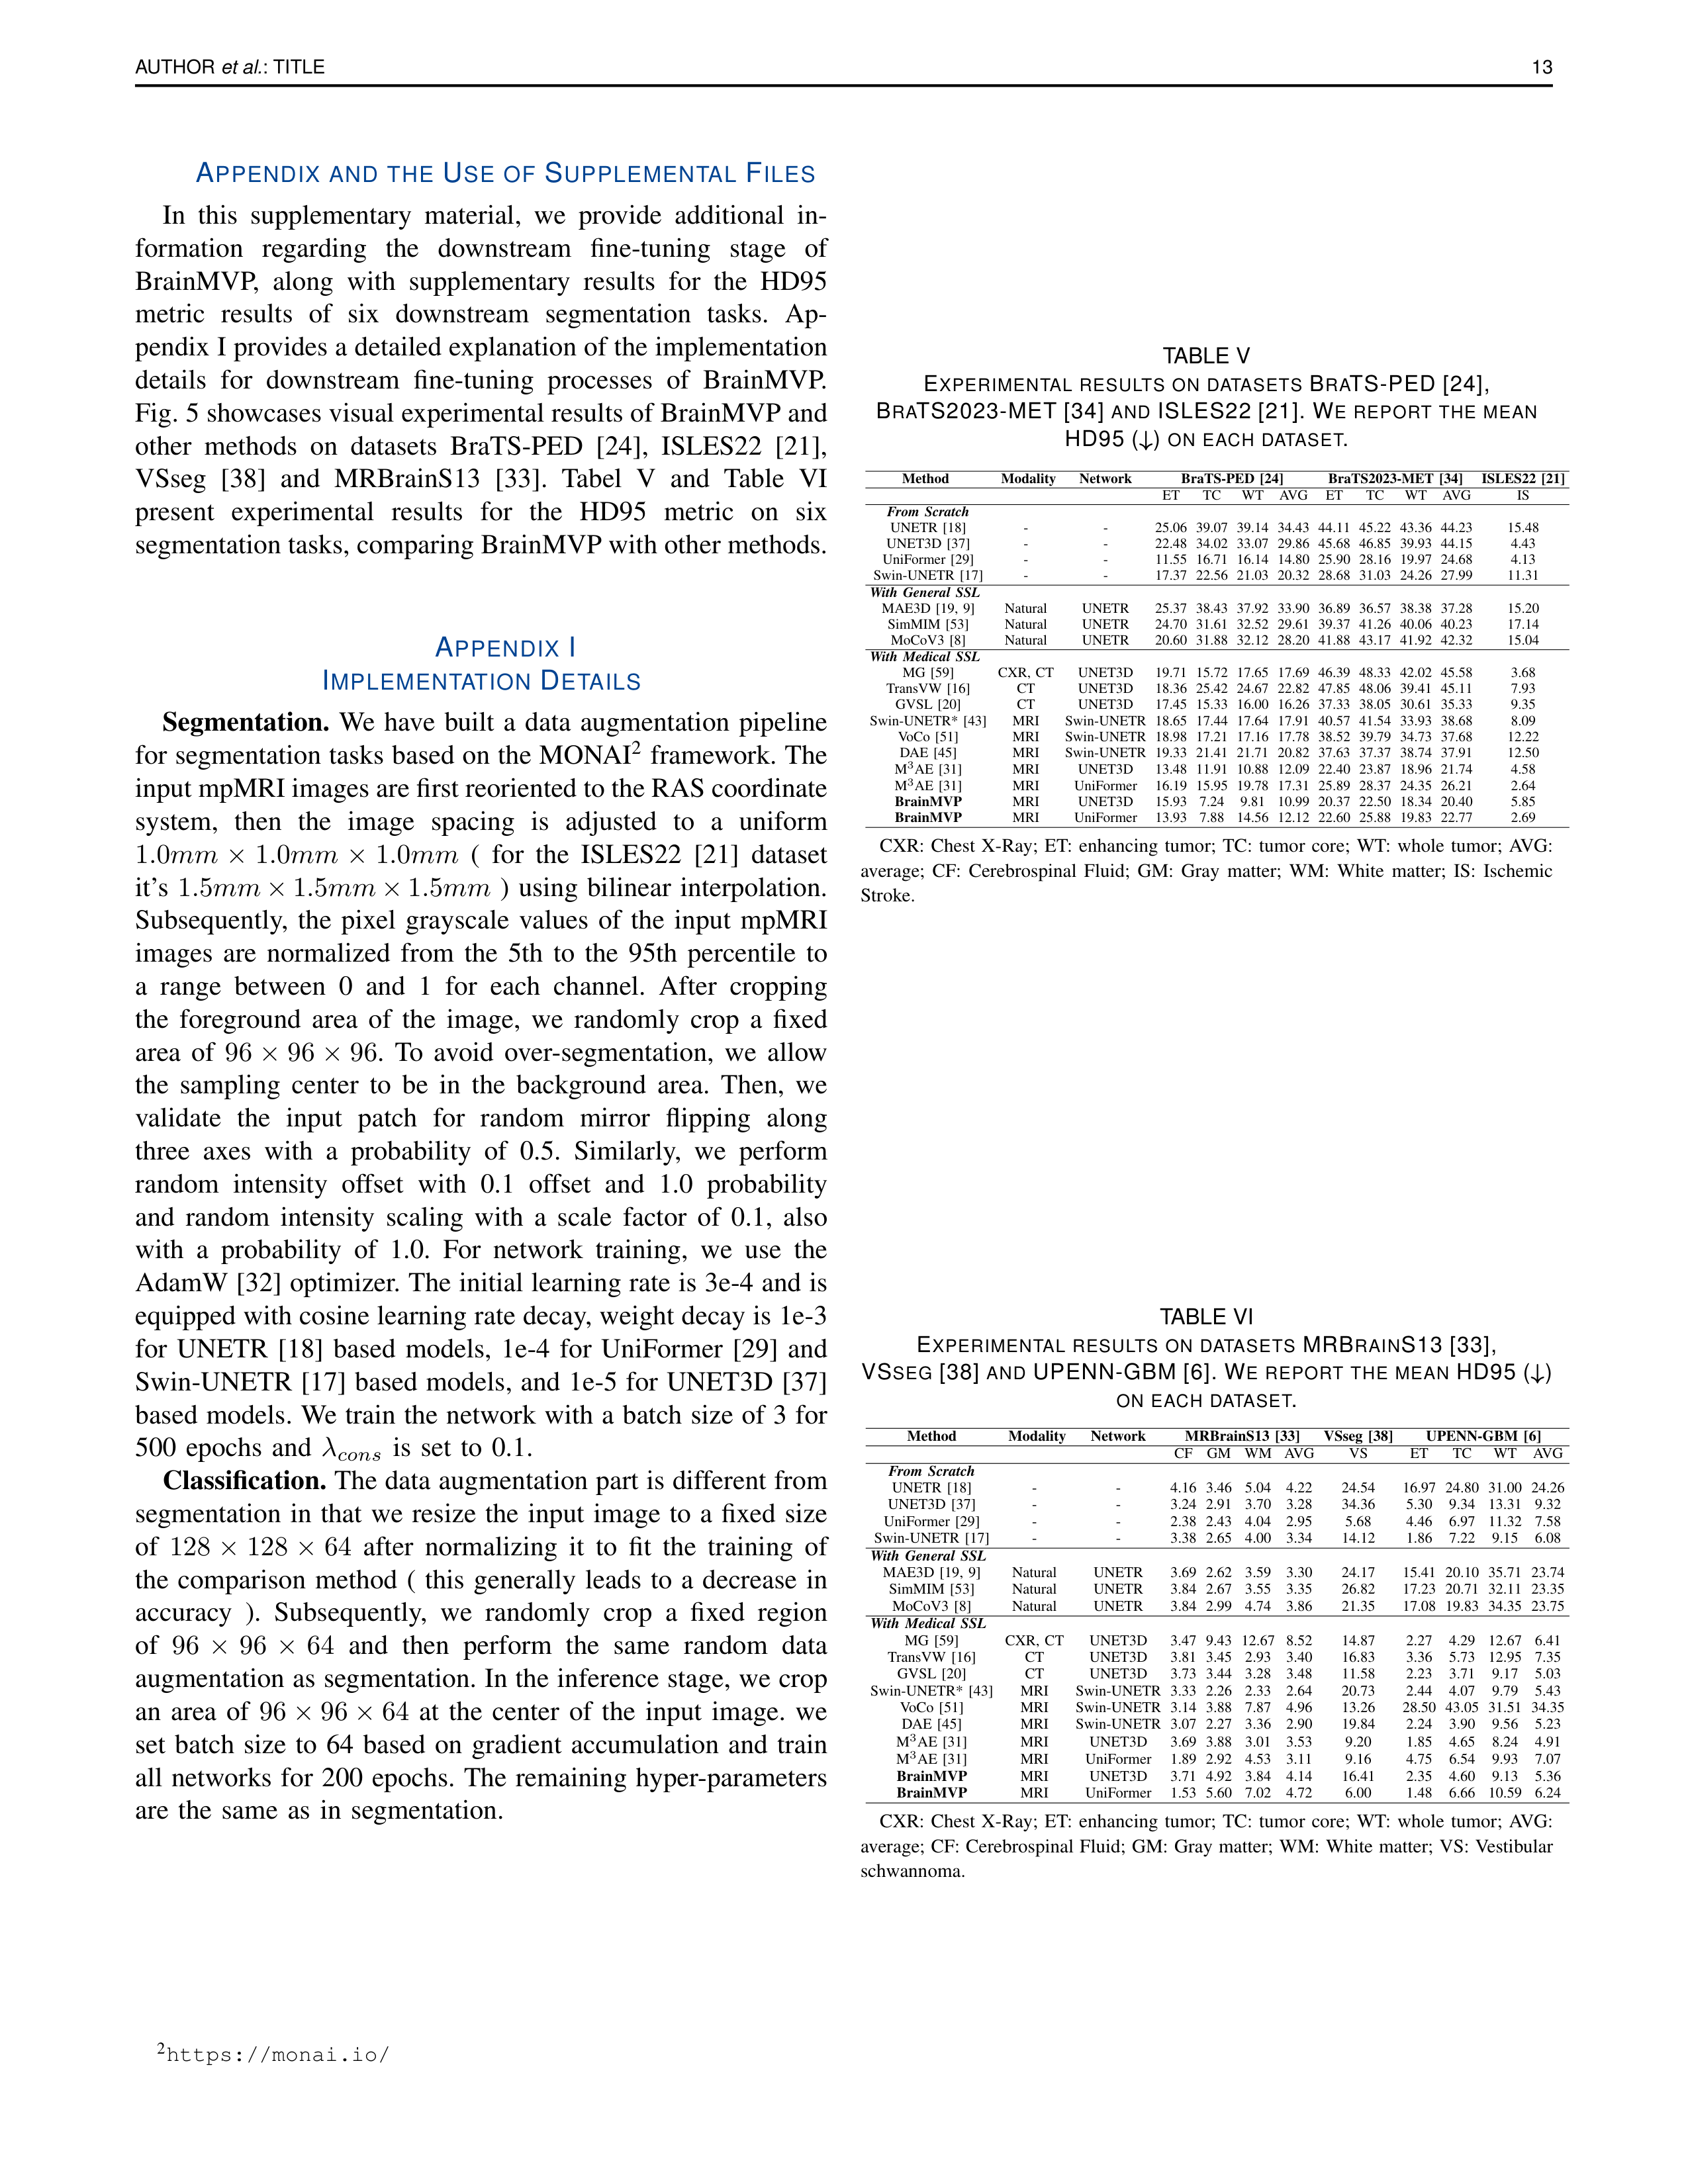 AUTHOR et al.: TITLE 13
APPENDIX AND THE USE OF SUPPLEMENTAL FILES
In this supplementary material, we provide additional in-
formation regarding the downstream fine-tuning stage of
BrainMVP, along with supplementary results for the HD95
metric results of six downstream segmentation tasks. Ap-
pendix I provides a detailed explanation of the implementation
details for downstream fine-tuning processes of BrainMVP.
Fig. 5 showcases visual experimental results of BrainMVP and
other methods on datasets BraTS-PED [24], ISLES22 [21],
VSseg [38] and MRBrainS13 [33]. Tabel V and Table VI
present experimental results for the HD95 metric on six
segmentation tasks, comparing BrainMVP with other methods.
APPENDIX I
IMPLEMENTATION DETAILS
Segmentation. We have built a data augmentation pipeline
for segmentation tasks based on the MONAI² framework. The
input mpMRI images are first reoriented to the RAS coordinate
system, then the image spacing is adjusted to a uniform
1.0mm × 1.0mm × 1.0mm ( for the ISLES22 [21] dataset
it's 1.5mm × 1.5mm × 1.5mm ) using bilinear interpolation.
Subsequently, the pixel grayscale values of the input mpMRI
images are normalized from the 5th to the 95th percentile to
a range between 0 and 1 for each channel. After cropping
the foreground area of the image, we randomly crop a fixed
area of 96 × 96 × 96. To avoid over-segmentation, we allow
the sampling center to be in the background area. Then, we
validate the input patch for random mirror flipping along
three axes with a probability of 0.5. Similarly, we perform
random intensity offset with 0.1 offset and 1.0 probability
and random intensity scaling with a scale factor of 0.1, also
with a probability of 1.0. For network training, we use the
AdamW [32] optimizer. The initial learning rate is 3e-4 and is
equipped with cosine learning rate decay, weight decay is 1e-3
for UNETR [18] based models, 1e-4 for UniFormer [29] and
Swin-UNETR [17] based models, and 1e-5 for UNET3D [37]
based models. We train the network with a batch size of 3 for
500 epochs and λcons is set to 0.1.
Classification. The data augmentation part is different from
segmentation in that we resize the input image to a fixed size
of 128 × 128 × 64 after normalizing it to fit the training of
the comparison method ( this generally leads to a decrease in
accuracy ). Subsequently, we randomly crop a fixed region
of 96 × 96 × 64 and then perform the same random data
augmentation as segmentation. In the inference stage, we crop
an area of 96 × 96 × 64 at the center of the input image. we
set batch size to 64 based on gradient accumulation and train
all networks for 200 epochs. The remaining hyper-parameters
are the same as in segmentation.
²https://monai.io/
TABLE V
EXPERIMENTAL RESULTS ON DATASETS BRATS-PED [24],
BRATS2023-MET [34] AND ISLES22 [21]. WE REPORT THE MEAN
HD95 (↓) ON EACH DATASET.
Method Modality Network BraTS-PED [24] BraTS2023-MET [34] ISLES22 [21]
ET TC WT AVG ET TC WT AVG IS
From Scratch
UNETR [18] - - 25.06 39.07 39.14 34.43 44.11 45.22 43.36 44.23 15.48
UNET3D [37] - - 22.48 34.02 33.07 29.86 45.68 46.85 39.93 44.15 4.43
UniFormer [29] - - 11.55 16.71 16.14 14.80 25.90 28.16 19.97 24.68 4.13
Swin-UNETR [17] - - 17.37 22.56 21.03 20.32 28.68 31.03 24.26 27.99 11.31
With General SSL
MAE3D [19, 9] Natural UNETR 25.37 38.43 37.92 33.90 36.89 36.57 38.38 37.28 15.20
SimMIM [53] Natural UNETR 24.70 31.61 32.52 29.61 39.37 41.26 40.06 40.23 17.14
MoCoV3 [8] Natural UNETR 20.60 31.88 32.12 28.20 41.88 43.17 41.92 42.32 15.04
With Medical SSL
MG [59] CXR, CT UNET3D 19.71 15.72 17.65 17.69 46.39 48.33 42.02 45.58 3.68
TransVW [16] CT UNET3D 18.36 25.42 24.67 22.82 47.85 48.06 39.41 45.11 7.93
GVSL [20] CT UNET3D 17.45 15.33 16.00 16.26 37.33 38.05 30.61 35.33 9.35
Swin-UNETR* [43] MRI Swin-UNETR 18.65 17.44 17.64 17.91 40.57 41.54 33.93 38.68 8.09
VoCo [51] MRI Swin-UNETR 18.98 17.21 17.16 17.78 38.52 39.79 34.73 37.68 12.22
DAE [45] MRI Swin-UNETR 19.33 21.41 21.71 20.82 37.63 37.37 38.74 37.91 12.50
M³AE [31] MRI UNET3D 13.48 11.91 10.88 12.09 22.40 23.87 18.96 21.74 4.58
M³AE [31] MRI UniFormer 16.19 15.95 19.78 17.31 25.89 28.37 24.35 26.21 2.64
BrainMVP MRI UNET3D 15.93 7.24 9.81 10.99 20.37 22.50 18.34 20.40 5.85
BrainMVP MRI UniFormer 13.93 7.88 14.56 12.12 22.60 25.88 19.83 22.77 2.69
CXR: Chest X-Ray; ET: enhancing tumor; TC: tumor core; WT: whole tumor; AVG:
average; CF: Cerebrospinal Fluid; GM: Gray matter; WM: White matter; IS: Ischemic
Stroke.
TABLE VI
EXPERIMENTAL RESULTS ON DATASETS MRBRAINS13 [33],
VSSEG [38] AND UPENN-GBM [6]. WE REPORT THE MEAN HD95 (↓)
ON EACH DATASET.
Method Modality Network MRBrainS13 [33] VSseg [38] UPENN-GBM [6]
CF GM WM AVG VS ET TC WT AVG
From Scratch
UNETR [18] - - 4.16 3.46 5.04 4.22 24.54 16.97 24.80 31.00 24.26
UNET3D [37] - - 3.24 2.91 3.70 3.28 34.36 5.30 9.34 13.31 9.32
UniFormer [29] - - 2.38 2.43 4.04 2.95 5.68 4.46 6.97 11.32 7.58
Swin-UNETR [17] - - 3.38 2.65 4.00 3.34 14.12 1.86 7.22 9.15 6.08
With General SSL
MAE3D [19, 9] Natural UNETR 3.69 2.62 3.59 3.30 24.17 15.41 20.10 35.71 23.74
SimMIM [53] Natural UNETR 3.84 2.67 3.55 3.35 26.82 17.23 20.71 32.11 23.35
MoCoV3 [8] Natural UNETR 3.84 2.99 4.74 3.86 21.35 17.08 19.83 34.35 23.75
With Medical SSL
MG [59] CXR, CT UNET3D 3.47 9.43 12.67 8.52 14.87 2.27 4.29 12.67 6.41
TransVW [16] CT UNET3D 3.81 3.45 2.93 3.40 16.83 3.36 5.73 12.95 7.35
GVSL [20] CT UNET3D 3.73 3.44 3.28 3.48 11.58 2.23 3.71 9.17 5.03
Swin-UNETR* [43] MRI Swin-UNETR 3.33 2.26 2.33 2.64 20.73 2.44 4.07 9.79 5.43
VoCo [51] MRI Swin-UNETR 3.14 3.88 7.87 4.96 13.26 28.50 43.05 31.51 34.35
DAE [45] MRI Swin-UNETR 3.07 2.27 3.36 2.90 19.84 2.24 3.90 9.56 5.23
M³AE [31] MRI UNET3D 3.69 3.88 3.01 3.53 9.20 1.85 4.65 8.24 4.91
M³AE [31] MRI UniFormer 1.89 2.92 4.53 3.11 9.16 4.75 6.54 9.93 7.07
BrainMVP MRI UNET3D 3.71 4.92 3.84 4.14 16.41 2.35 4.60 9.13 5.36
BrainMVP MRI UniFormer 1.53 5.60 7.02 4.72 6.00 1.48 6.66 10.59 6.24
CXR: Chest X-Ray; ET: enhancing tumor; TC: tumor core; WT: whole tumor; AVG:
average; CF: Cerebrospinal Fluid; GM: Gray matter; WM: White matter; VS: Vestibular
schwannoma.